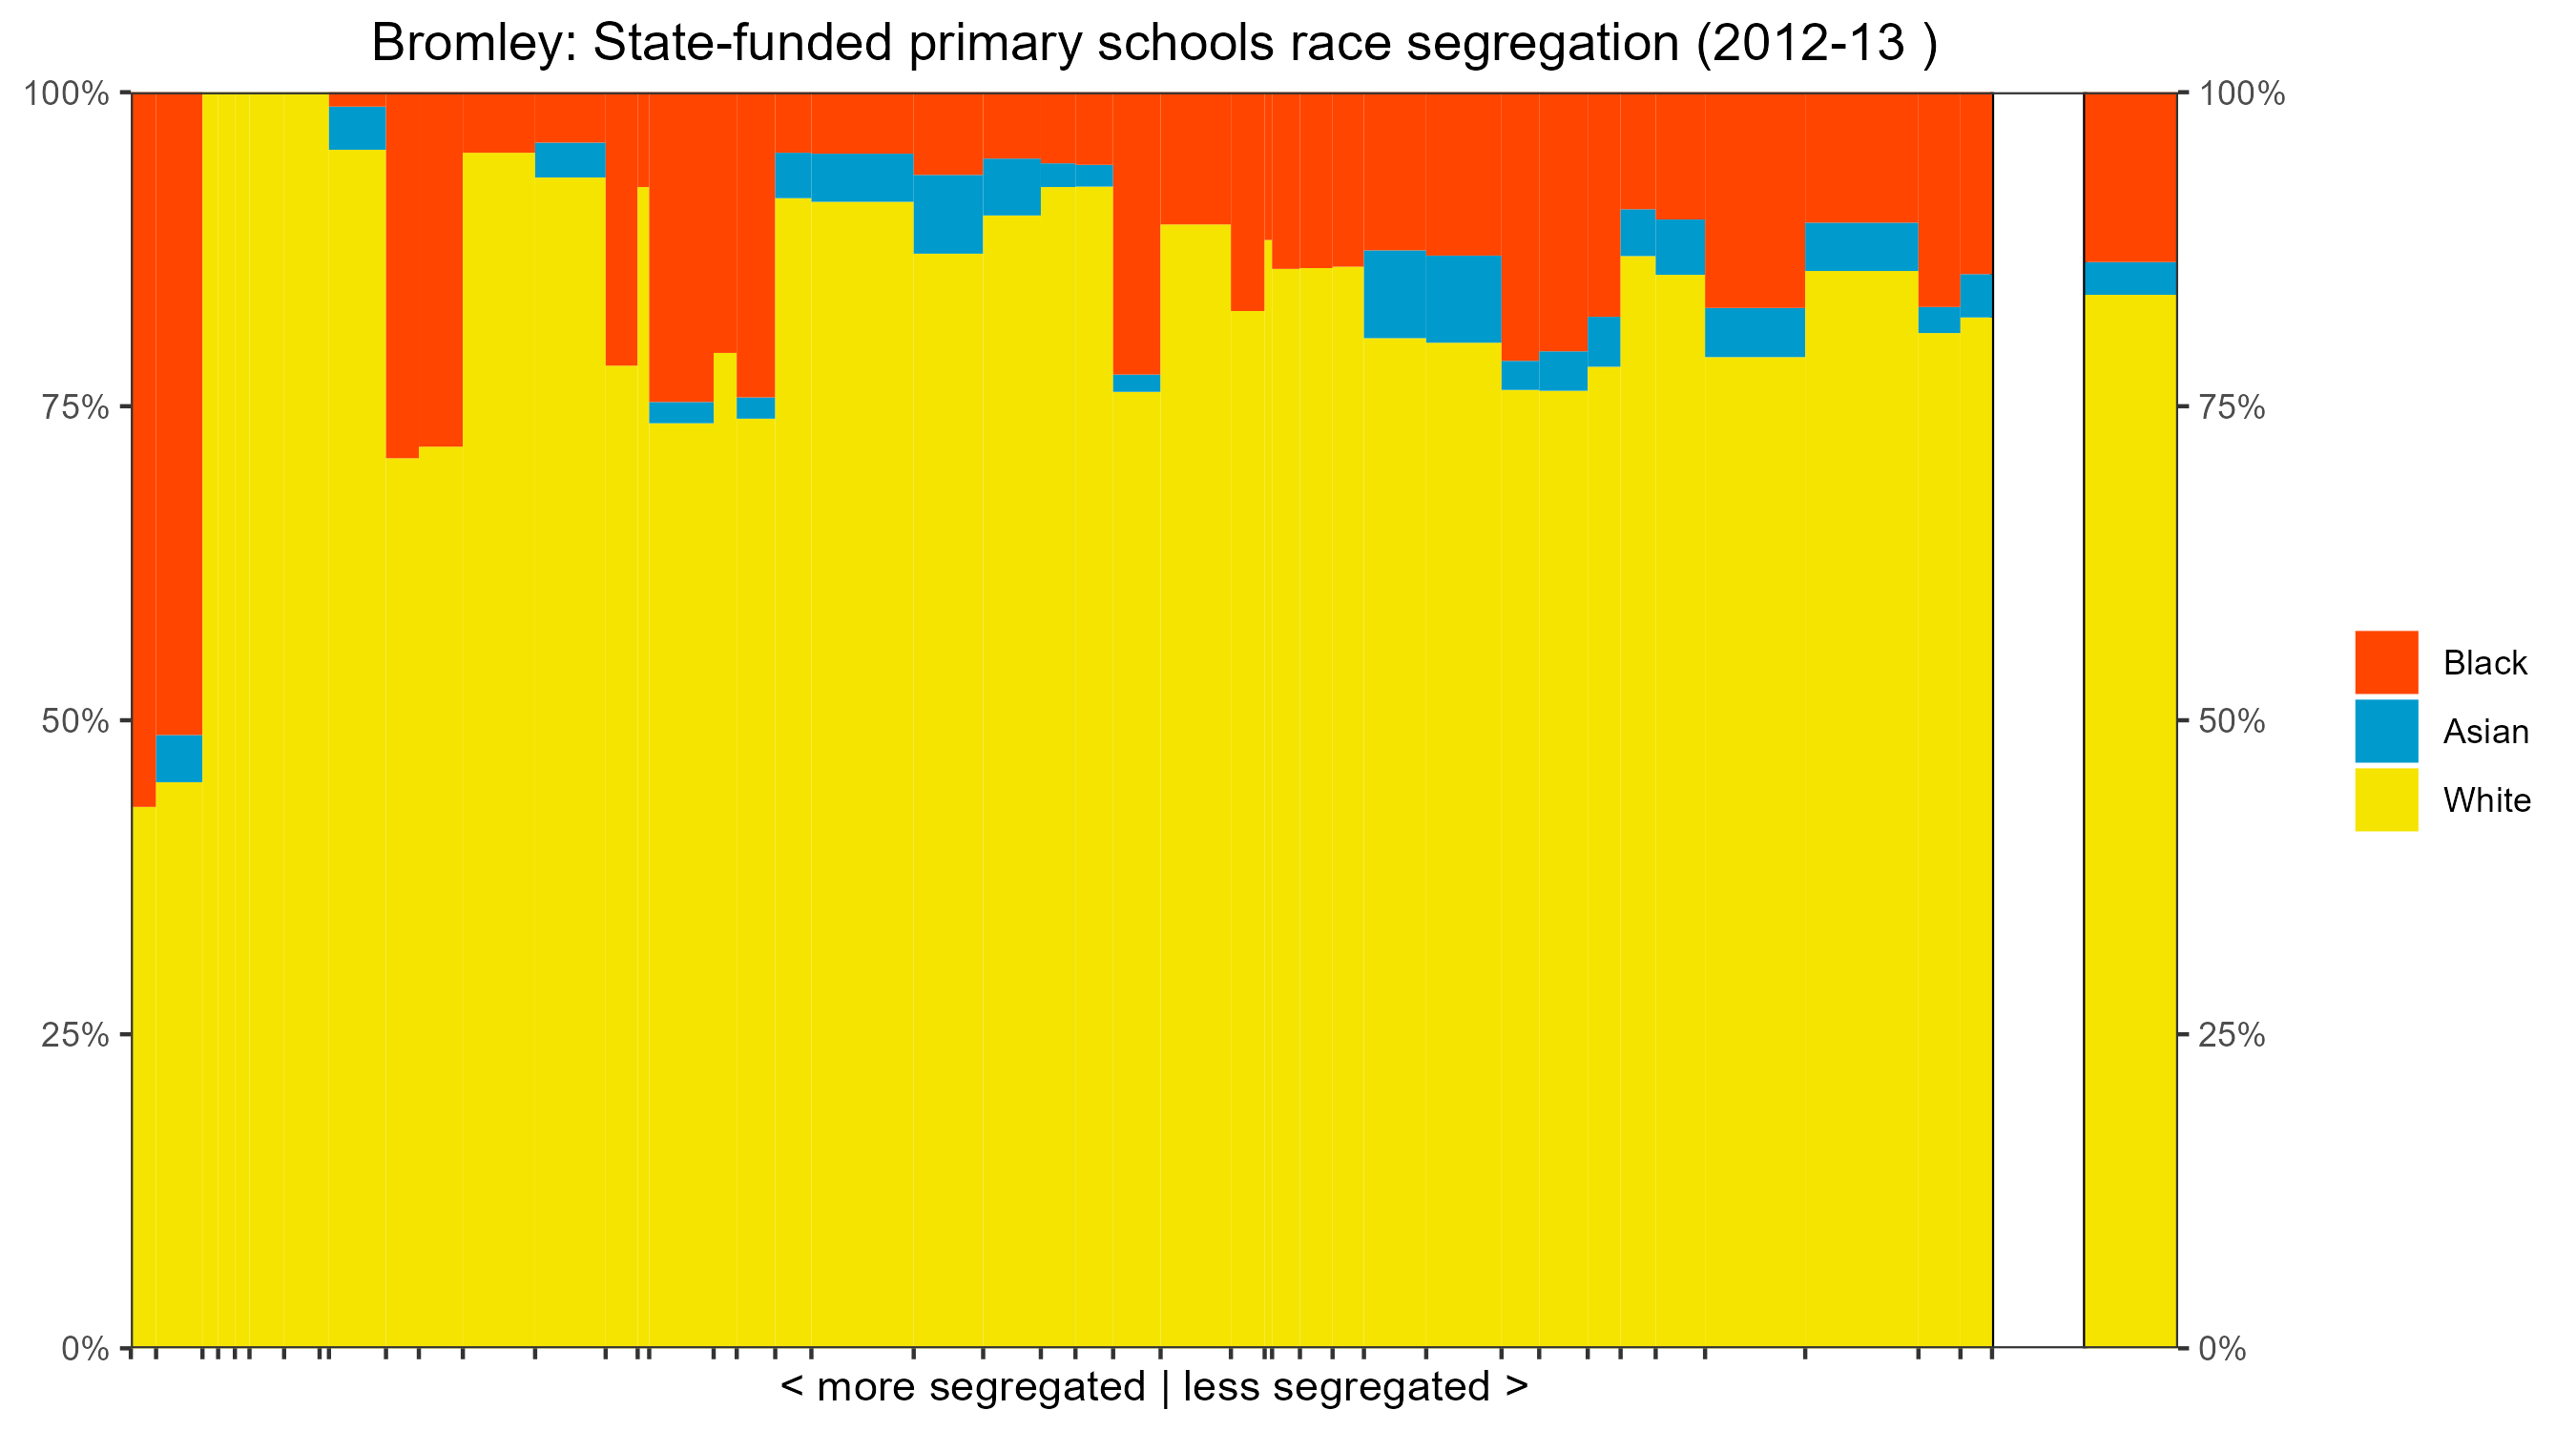 Bromley: State-funded primary schools race segregation (2012-13 )
100%
75%
50%
25%
0%
100%
75%
50%
25%
0%
Black
Asian
White
< more segregated | less segregated >